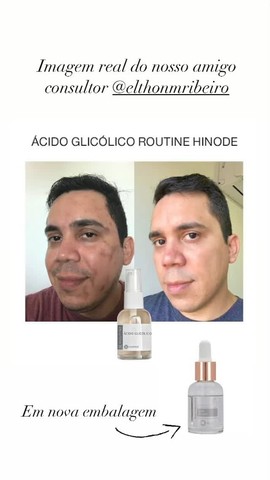 Imagem real do nosso amigo
consultor @elthonmribeiro
ÁCIDO GLICÓLICO ROUTINE HINODE
Em nova embalagem